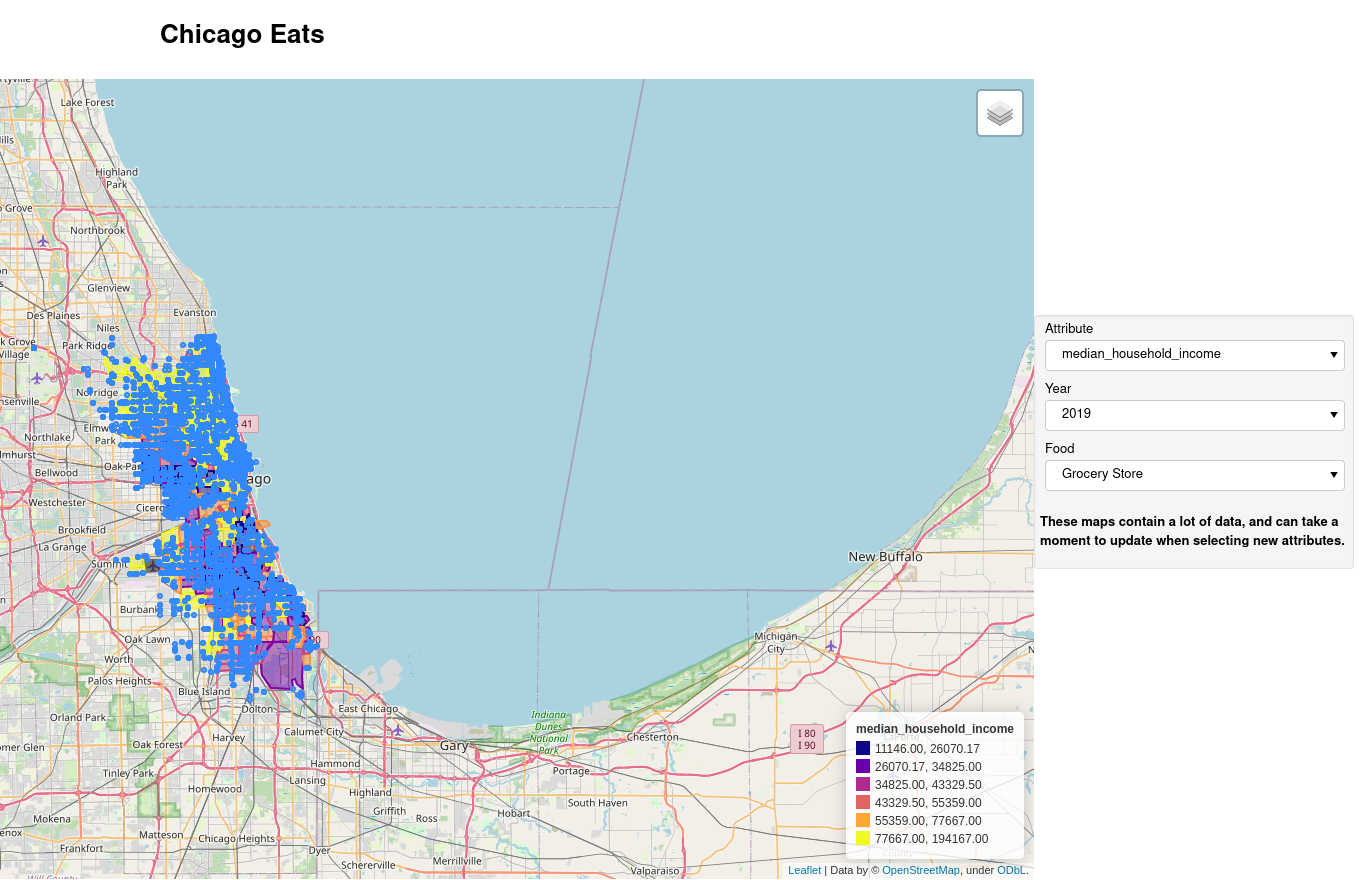 Chicago Eats
Lake Forest
Highland
Park
Grove
Northbrook
Glenview
Evanston
Des Plaines
Niles
k Grove
Village
Park Ridge
Norridge
41
Northlake
Elmw
Park
Oak Par
Bellwood
ago
Westchester
Cicero
Brookfield
La Grange
Summit
Burbank
Oak Lawn
Worth
Palos Heights
Blue Island
Dolton
East Chicago
Orland Park
Harvey
Calumet City
omer Glen
Oak Forest
Gary
Hammond
Tinley Park
Lansing
Homewood
Highland
Griffith
Mokena
Ross
enox
Matteson
Chicago Heights
Frankfort
Dyer
Schererville
Merrillville
Will County
Indiana
Dunes
National
Park
Chesterton
Portage
South Haven
Hobart
Valparaiso
New Buffalo
Michigan
City
I 80
I 90
Attribute
median_household_income
Year
2019
Food
Grocery Store
These maps contain a lot of data, and can take a
moment to update when selecting new attributes.
median_household_income
11146.00, 26070.17
26070.17, 34825.00
34825.00, 43329.50
43329.50, 55359.00
55359.00, 77667.00
77667.00, 194167.00
Leaflet | Data by © OpenStreetMap, under ODbL.